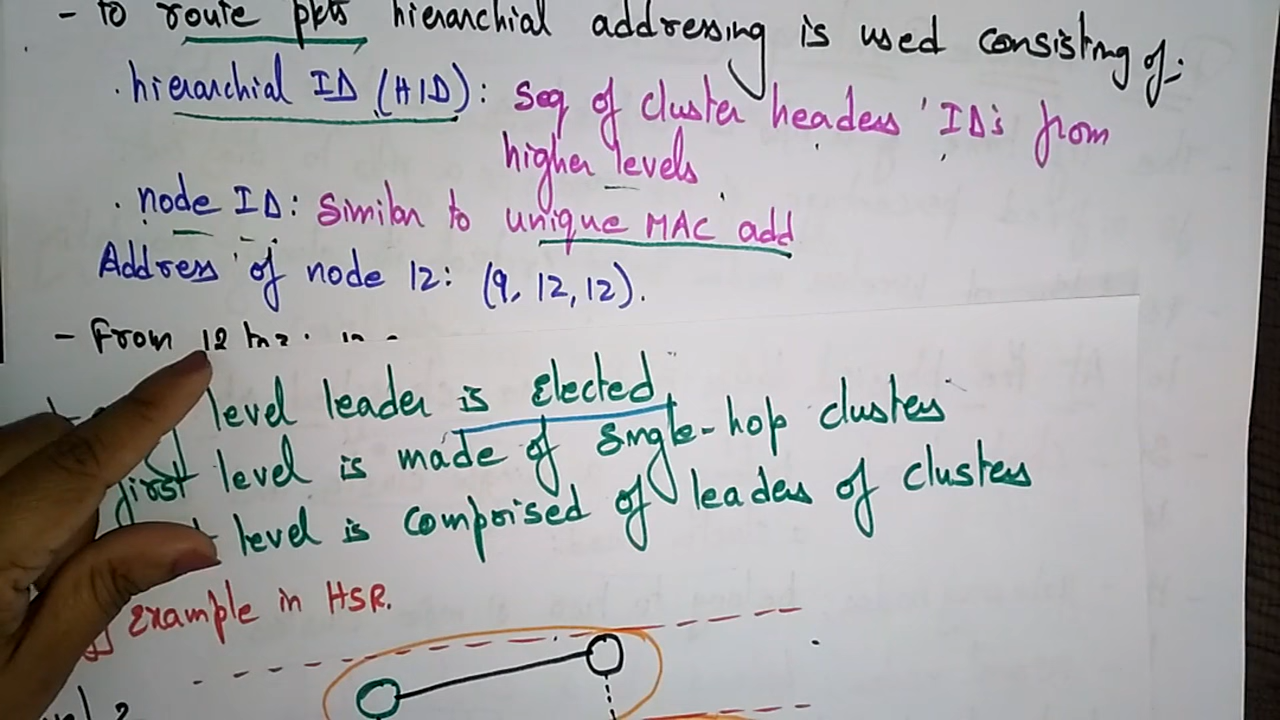 - To route pkts hierarchial addressing is used consisting of:-
. hierarchial ID (HID): Seq of cluster headers' IDs from
higher levels
. node ID: Similar to unique MAC add
Address of node 12: (9, 12, 12).
- From 12
level leader is Elected
first level is made of single-hop clusters
level is comprised of leaders of clusters
Example in HSR.